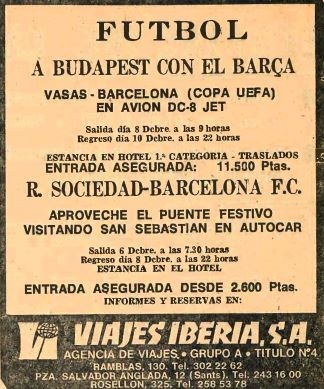 FUTBOL
A BUDAPEST CON EL BARÇA
VASAS - BARCELONA (COPA UEFA)
EN AVION DC-8 JET
Salida día 8 Debre. a las 9 horas
Regreso día 10 Debre. a las 22 horas
ESTANCIA EN HOTEL 1.ª CATEGORIA - TRASLADOS
ENTRADA ASEGURADA: 11.500 Ptas.
R. SOCIEDAD-BARCELONA F.C.
APROVECHE EL PUENTE FESTIVO
VISITANDO SAN SEBASTIAN EN AUTOCAR
Salida 6 Debre, a las 7.30 horas
Regreso día 8 Debre, a las 22 horas
ESTANCIA EN EL HOTEL
ENTRADA ASEGURADA DESDE 2.600 Ptas.
INFORMES Y RESERVAS EN:
VIAJES IBERIA, S.A.
AGENCIA DE VIAJES • GRUPO A • TITULO Nº4
RAMBLAS, 130. Tel. 302 22 62
PZA. SALVADOR ANGLADA, 12 (Sants). Tel. 243 16 00
ROSELLON, 325. Tel. 258 53 78